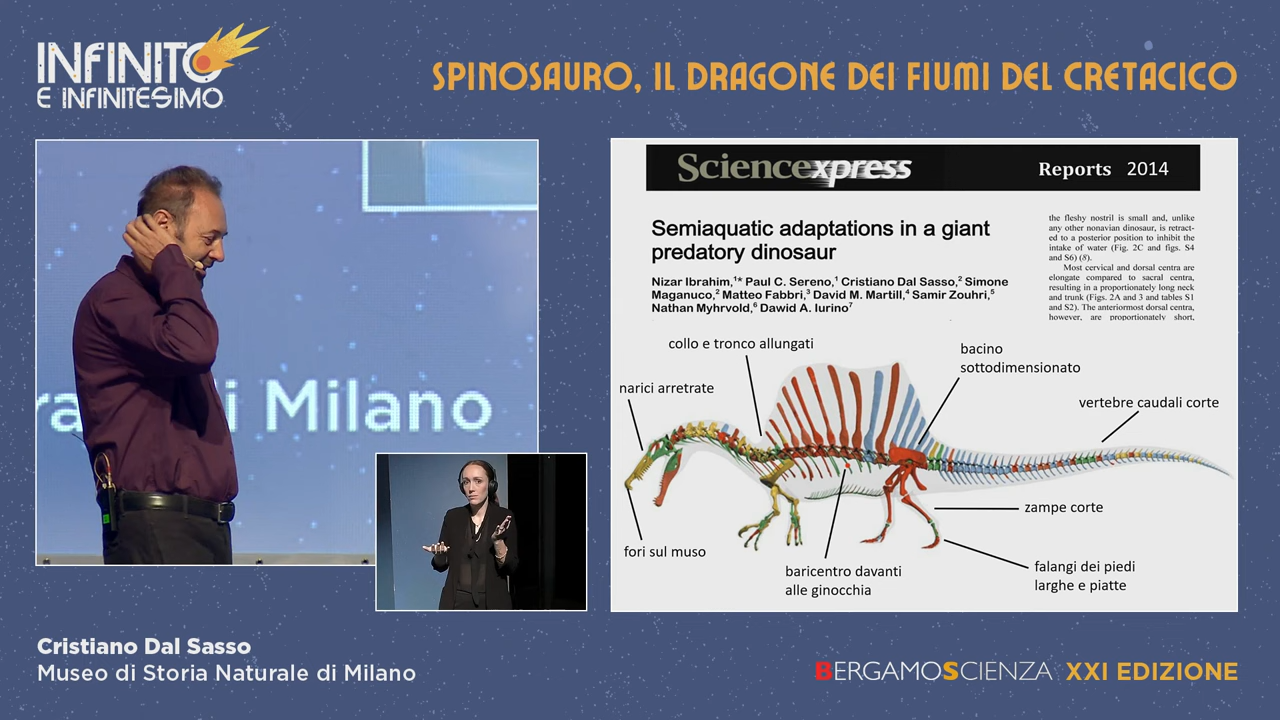 INFINITO
E INFINITESIMO
SPINOSAURO, IL DRAGONE DEI FIUMI DEL CRETACICO
di Milano
Sciencexpress
Reports 2014
Semiaquatic adaptations in a giant
predatory dinosaur
Nizar Ibrahim,¹* Paul C. Sereno,¹ Cristiano Dal Sasso,² Simone
Maganuco,² Matteo Fabbri,³ David M. Martill,⁴ Samir Zouhri,⁵
Nathan Myhrvold,⁶ Dawid A. Iurino⁷
the fleshy nostril is small and, unlike
any other nonavian dinosaur, is retract-
ed to a posterior position to inhibit the
intake of water (Fig. 2C and figs. S4
and S6) (8).
Most cervical and dorsal centra are
elongate compared to sacral centra,
resulting in a proportionately long neck
and trunk (Figs. 2A and 3 and tables S1
and S2). The anteriormost dorsal centra,
however, are proportionately short,
collo e tronco allungati
bacino
sottodimensionato
narici arretrate
vertebre caudali corte
zampe corte
fori sul muso
baricentro davanti
alle ginocchia
falangi dei piedi
larghe e piatte
Cristiano Dal Sasso
Museo di Storia Naturale di Milano
BERGAMOSCIENZA XXI EDIZIONE